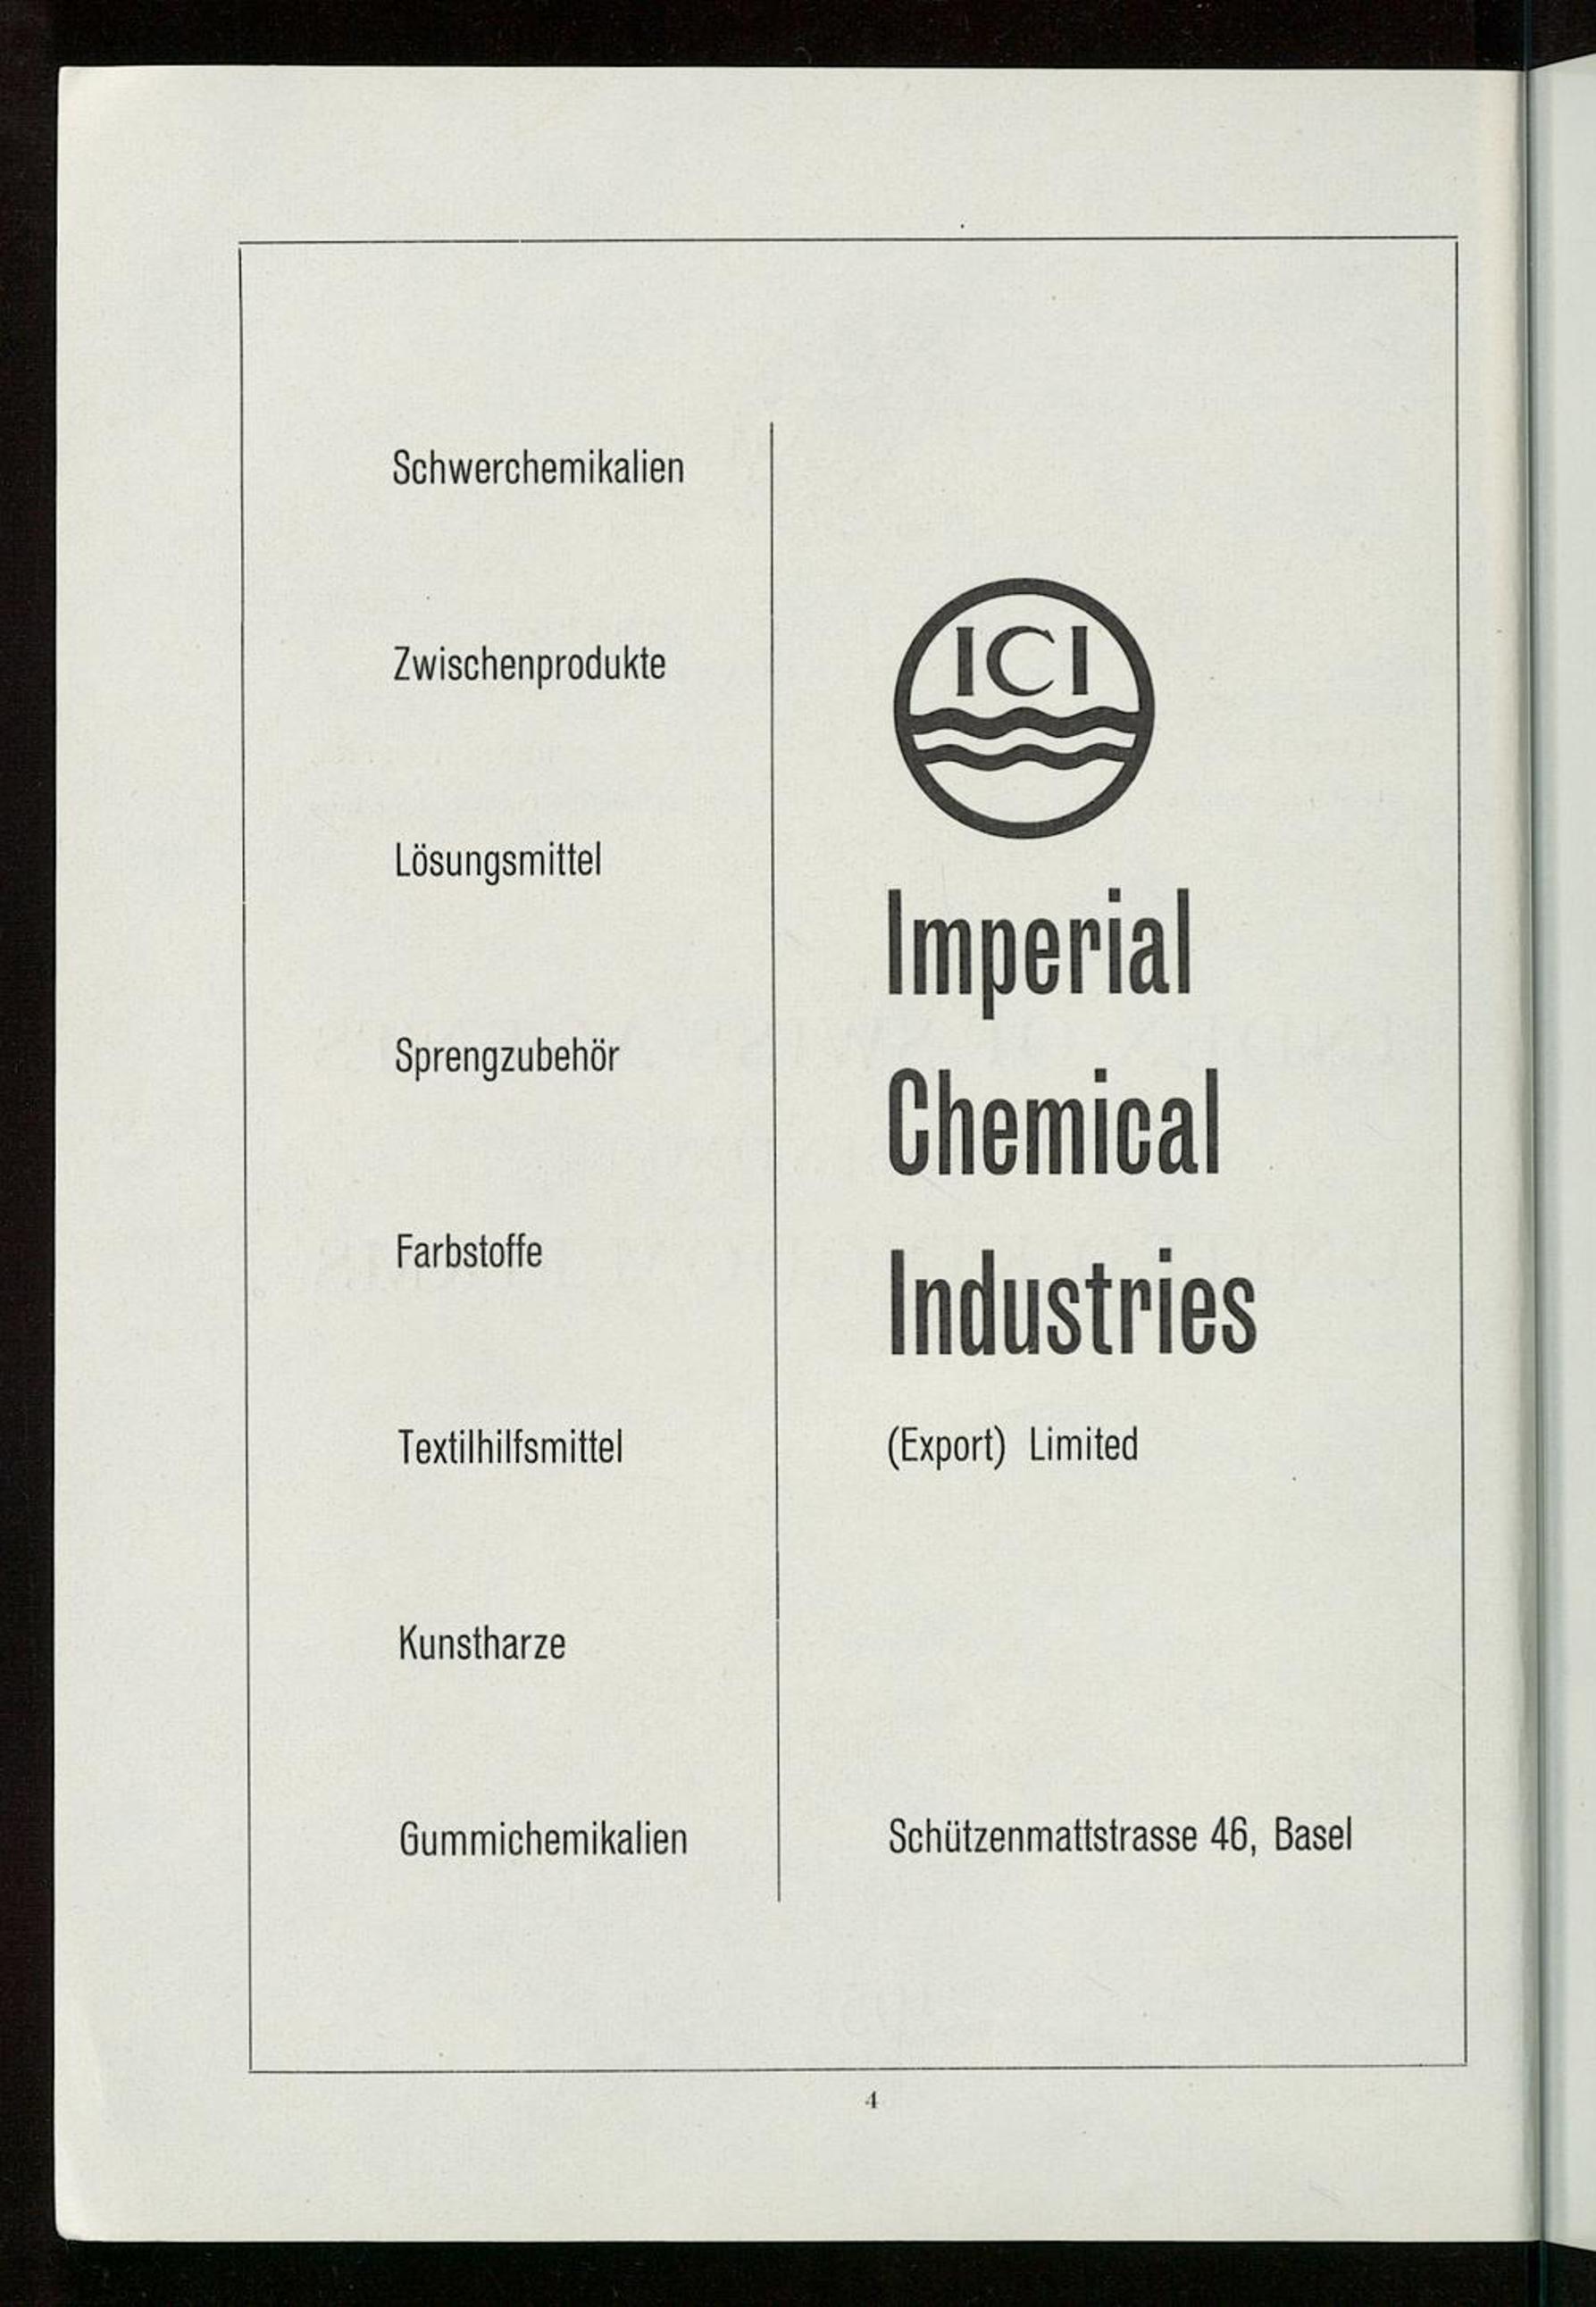 Schwerchemikalien
Zwischenprodukte
Lösungsmittel
Sprengzubehör
Farbstoffe
Textilhilfsmittel
Kunstharze
Gummichemikalien
ICI
Imperial
Chemical
Industries
(Export) Limited
Schützenmattstrasse 46, Basel
4